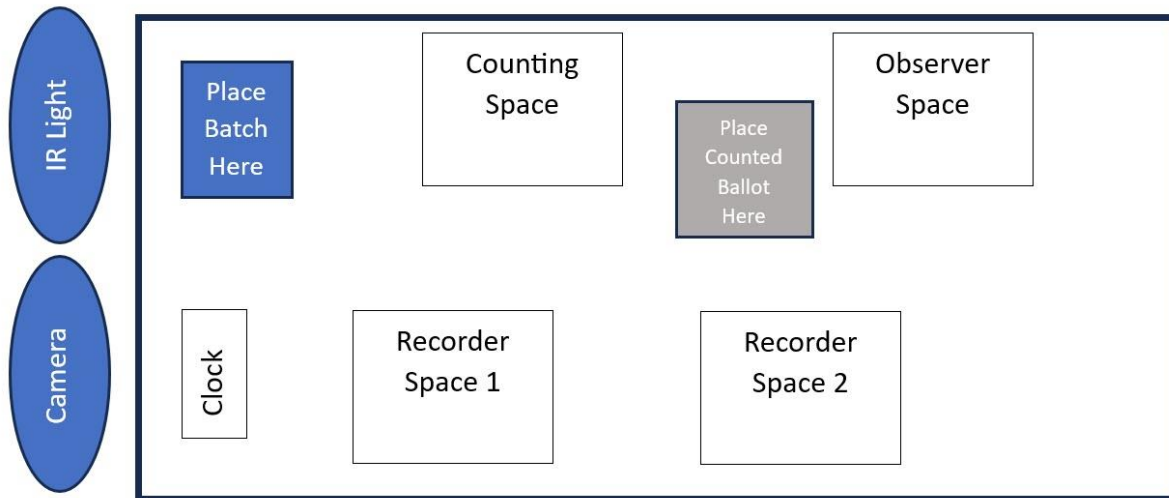 IR Light
Place
Batch
Here
Counting
Space
Place
Counted
Ballot
Here
Observer
Space
Camera
Clock
Recorder
Space 1
Recorder
Space 2